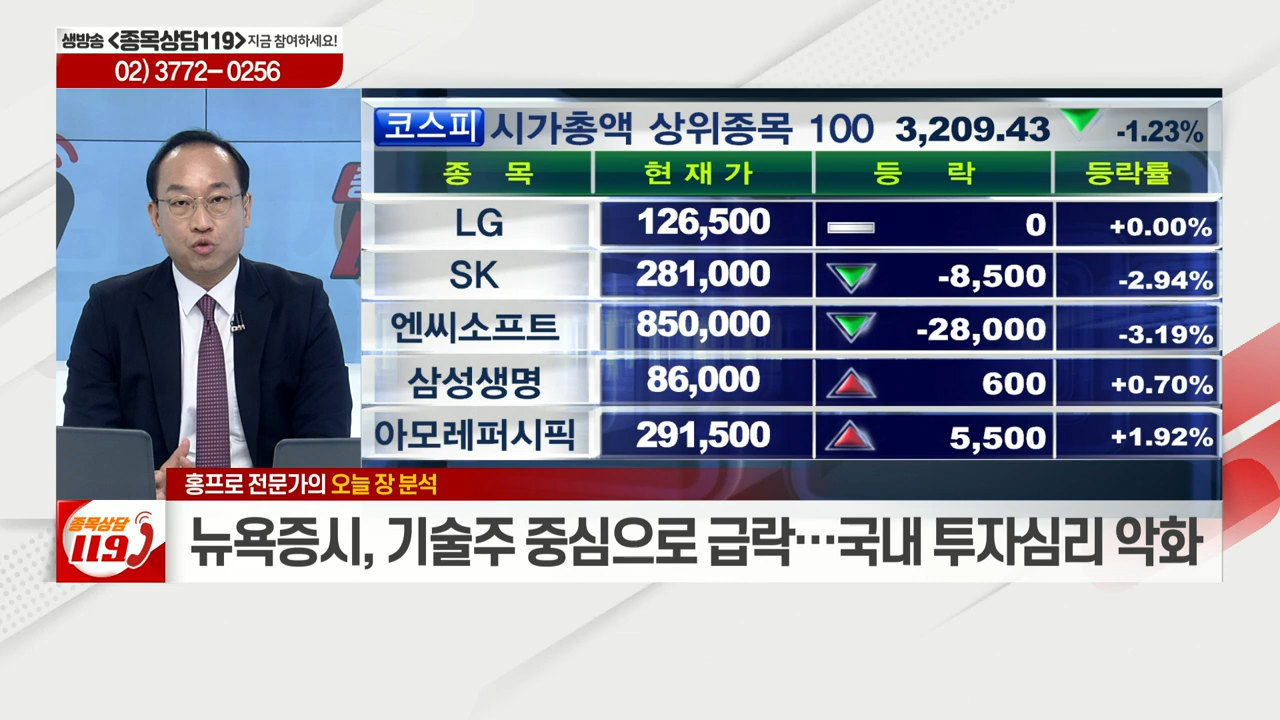 생방송 <종목상담119> 지금 참여하세요!
02) 3772-0256
코스피 시가총액 상위종목 100 3,209.43 -1.23%
종 목 현 재 가 등 락 등락률
LG 126,500 0 +0.00%
SK 281,000 -8,500 -2.94%
엔씨소프트 850,000 -28,000 -3.19%
삼성생명 86,000 600 +0.70%
아모레퍼시픽 291,500 5,500 +1.92%
홍프로 전문가의 오늘 장 분석
종목상담
119
뉴욕증시, 기술주 중심으로 급락…국내 투자심리 악화